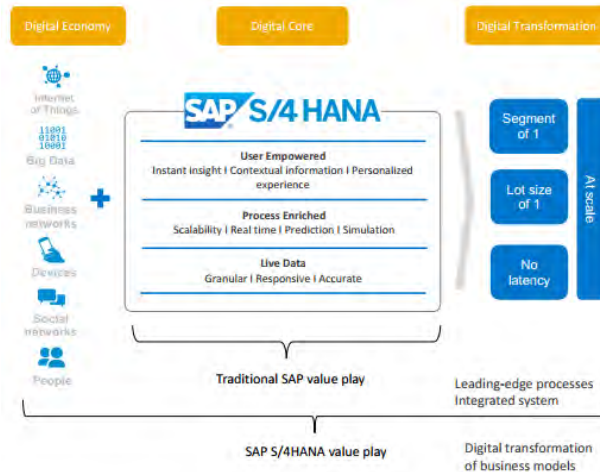 Digital Economy
Digital Core
Digital Transformation
Internet
of Things
11001
01010
10001
Big Data
Business
networks
Devices
Social
networks
People
SAP S/4HANA
User Empowered
Instant insight I Contextual information I Personalized
experience
Process Enriched
Scalability I Real time I Prediction I Simulation
Live Data
Granular I Responsive I Accurate
Segment
of 1
Lot size
of 1
No
latency
At scale
Traditional SAP value play
Leading-edge processes
Integrated system
SAP S/4HANA value play
Digital transformation
of business models